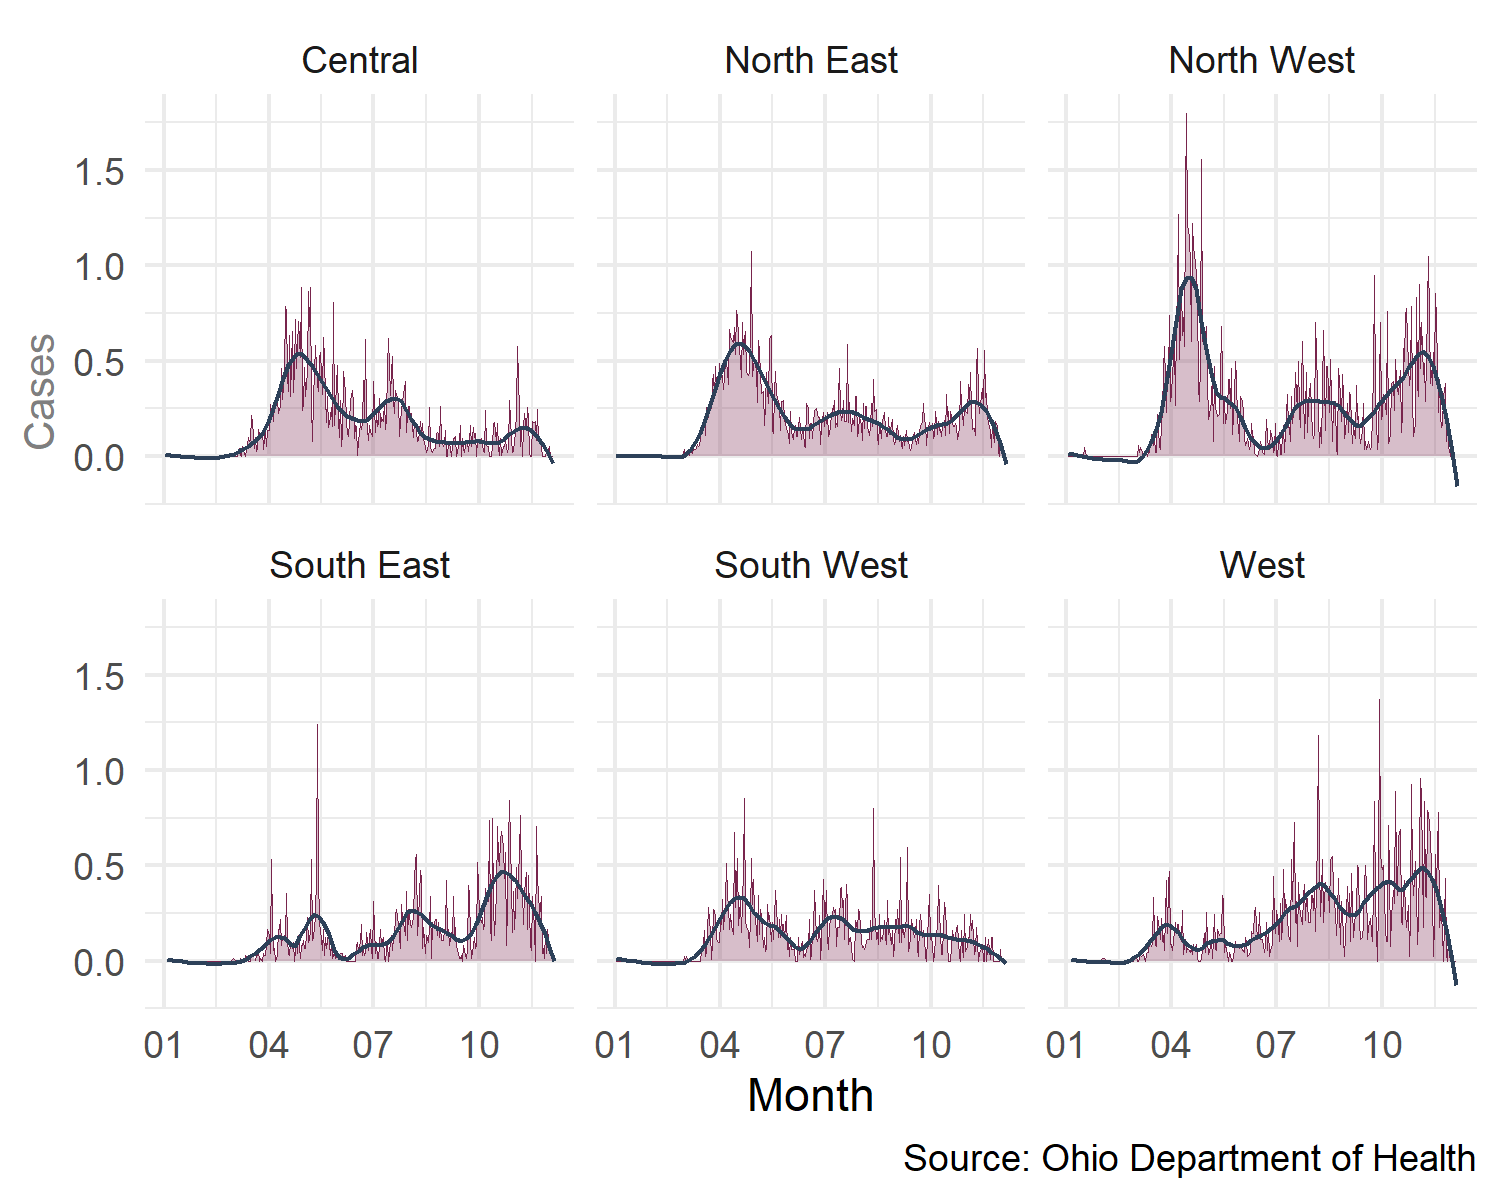 Central North East North West
1.5
1.0
0.5
0.0
Cases
South East South West West
1.5
1.0
0.5
0.0
01 04 07 10 01 04 07 10 01 04 07 10
Month
Source: Ohio Department of Health